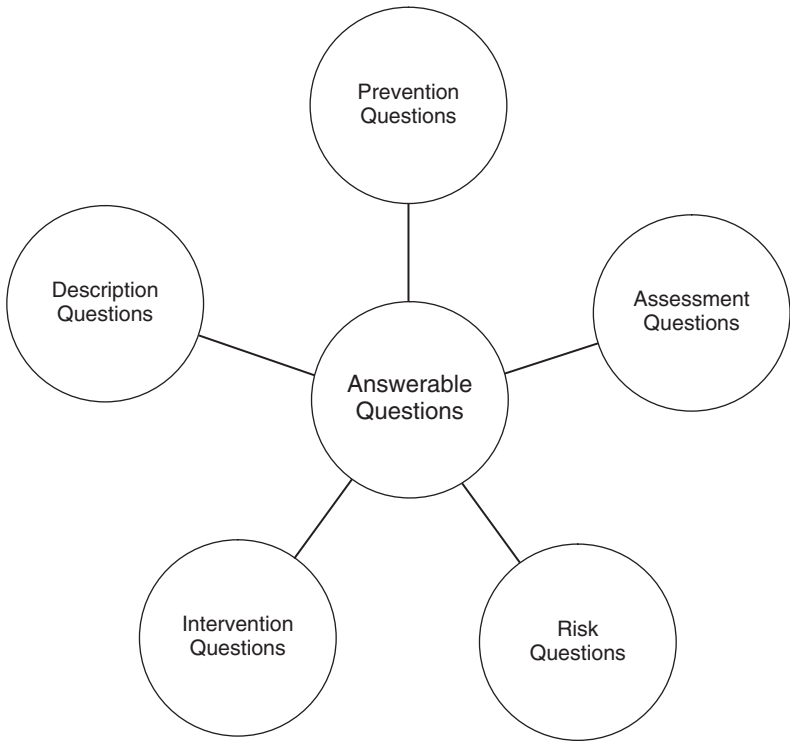 Prevention
Questions
Description
Questions
Assessment
Questions
Answerable
Questions
Intervention
Questions
Risk
Questions